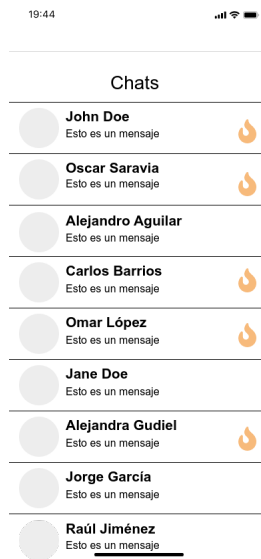 19:44
Chats
John Doe
Esto es un mensaje
Oscar Saravia
Esto es un mensaje
Alejandro Aguilar
Esto es un mensaje
Carlos Barrios
Esto es un mensaje
Omar López
Esto es un mensaje
Jane Doe
Esto es un mensaje
Alejandra Gudiel
Esto es un mensaje
Jorge García
Esto es un mensaje
Raúl Jiménez
Esto es un mensaje